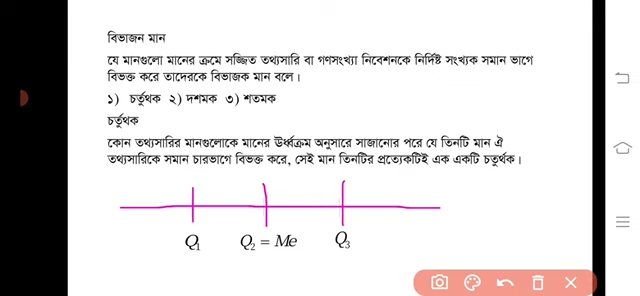 বিভাজন মান
যে মানগুলো মানের ক্রমে সজ্জিত তথ্যসারি বা গণসংখ্যা নিবেশনকে নির্দিষ্ট সংখ্যক সমান ভাগে
বিভক্ত করে তাদেরকে বিভাজক মান বলে।
১) চর্তুথক ২) দশমক ৩) শতমক
চর্তুথক
কোন তথ্যসারির মানগুলোকে মানের উর্ধ্বক্রম অনুসারে সাজানোর পরে যে তিনটি মান ঐ
তথ্যসারিকে সমান চারভাগে বিভক্ত করে, সেই মান তিনটির প্রত্যেকটিই এক একটি চতুর্থক।
Q₁ Q₂ = Me Q₃